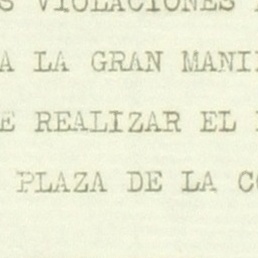 S VIOLACIONES
A LA GRAN MANI
E REALIZAR EL
PLAZA DE LA CO